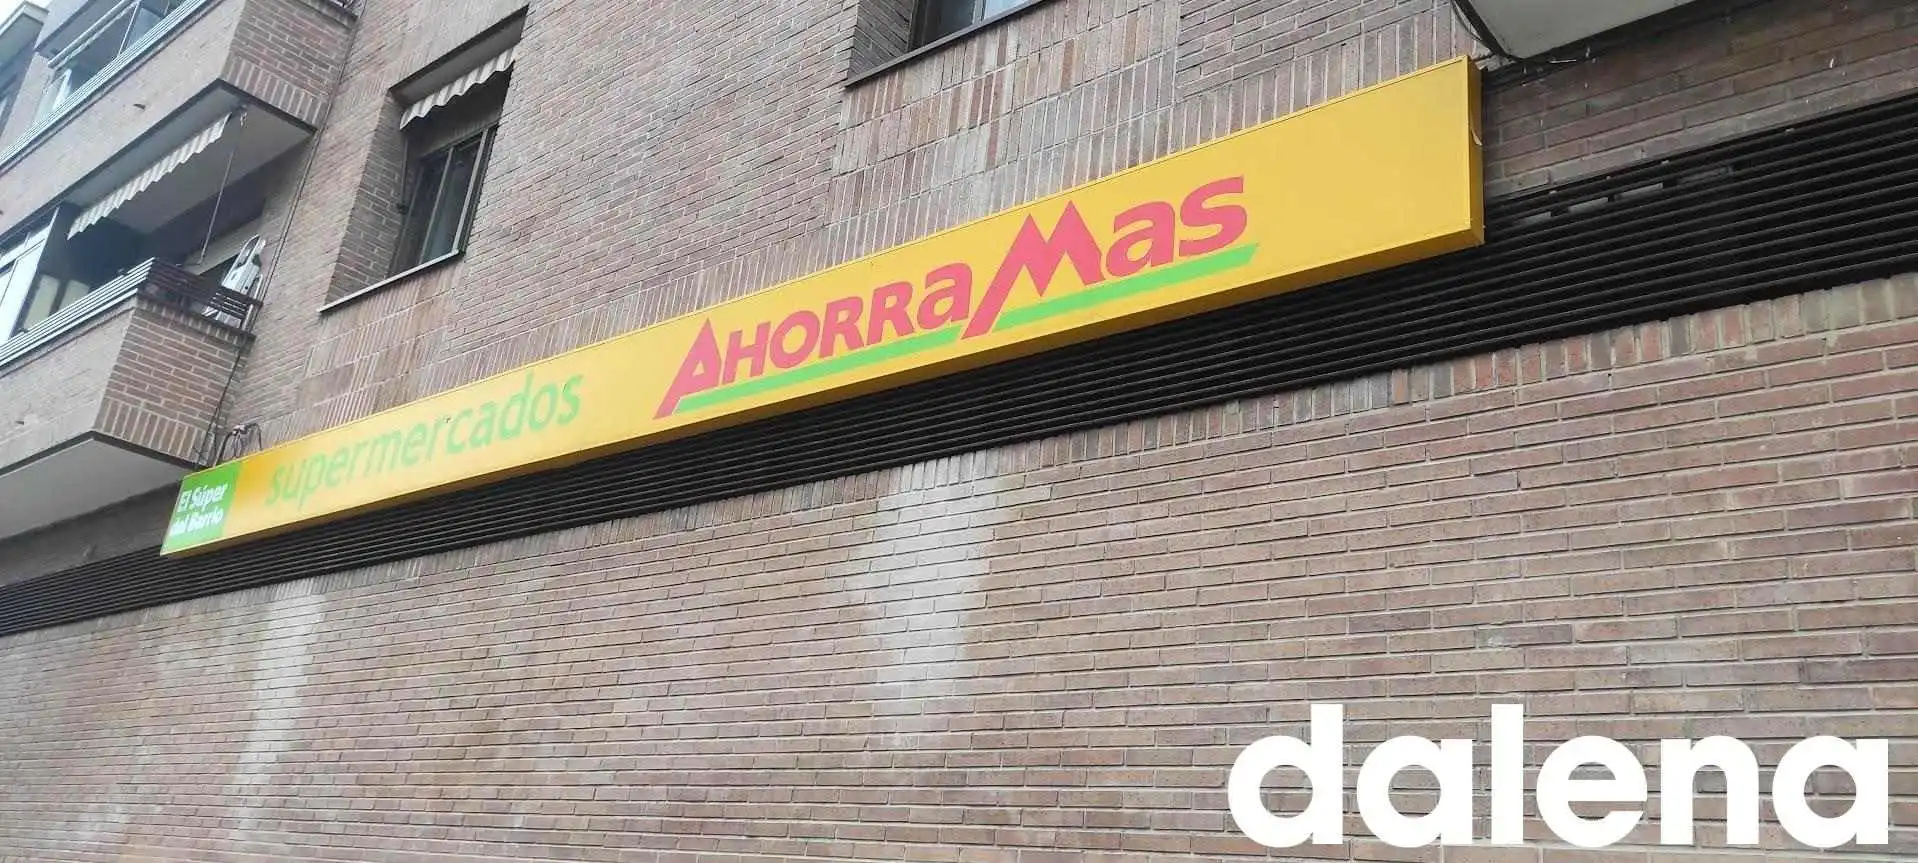 El Súper
del Barrio
supermercados
AHORRAMAS
dalena